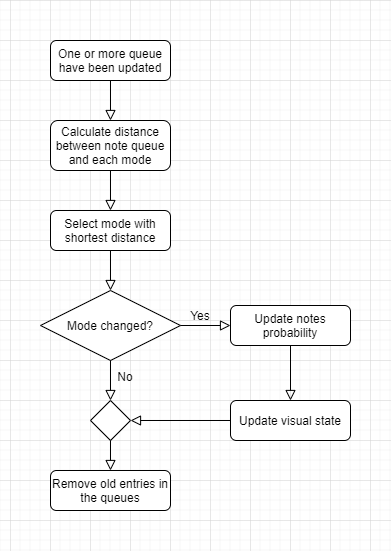 One or more queue
have been updated
Calculate distance
between note queue
and each mode
Select mode with
shortest distance
Mode changed?
Yes
Update notes
probability
No
Update visual state
Remove old entries in
the queues